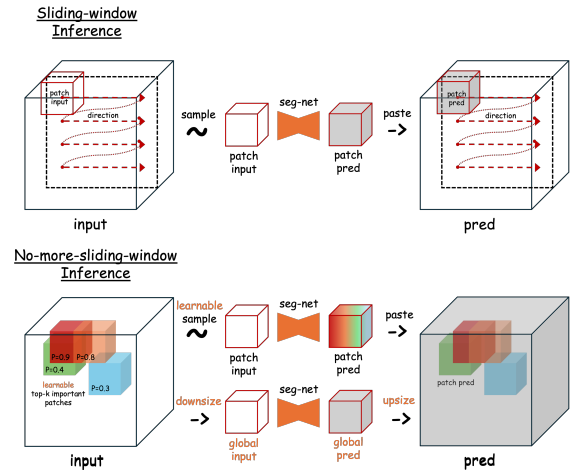 Sliding-window
Inference
patch
input
direction
input
sample
~
patch
input
seg-net
patch
pred
paste
patch
pred
direction
pred
No-more-sliding-window
Inference
P=0.9 P=0.8
P=0.4
P=0.3
learnable
top-k important
patches
input
learnable
sample
~
patch
input
seg-net
patch
pred
paste
downsize
global
input
seg-net
global
pred
upsize
patch pred
pred